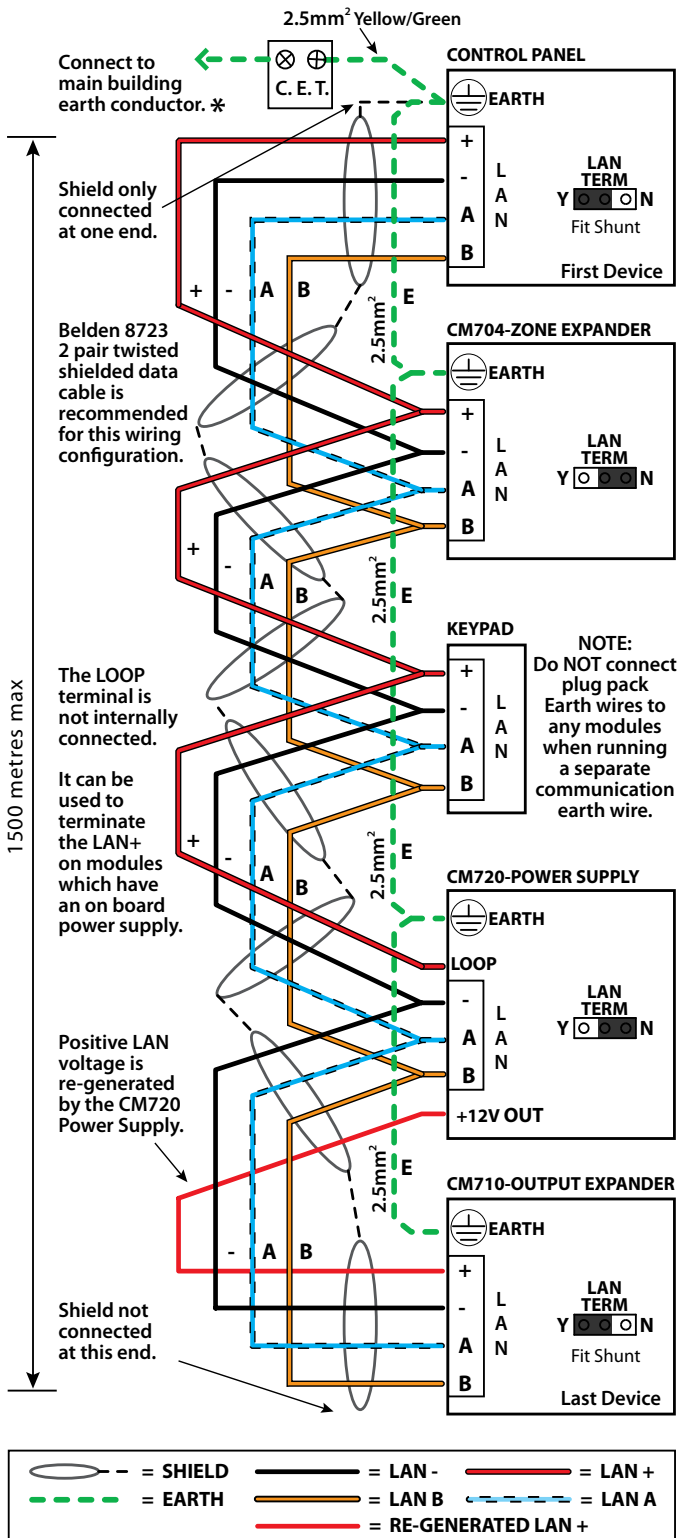 2.5mm² Yellow/Green
Connect to
main building
earth conductor. *
C. E. T.
CONTROL PANEL
EARTH
+
-
A
B
L
A
N
LAN
TERM
Y N
Fit Shunt
First Device
Shield only
connected
at one end.
+ - A B
2.5mm² E
Belden 8723
2 pair twisted
shielded data
cable is
recommended
for this wiring
configuration.
CM704-ZONE EXPANDER
EARTH
+
-
A
B
L
A
N
LAN
TERM
Y N
+ - A B
2.5mm² E
1500 metres max
KEYPAD
+
-
A
B
L
A
N
NOTE:
Do NOT connect
plug pack
Earth wires to
any modules
when running
a separate
communication
earth wire.
The LOOP
terminal is
not internally
connected.
It can be
used to
terminate
the LAN+
on modules
which have
an on board
power supply.
+ - A B
2.5mm² E
CM720-POWER SUPPLY
EARTH
LOOP
-
A
B
L
A
N
+12V OUT
LAN
TERM
Y N
Positive LAN
voltage is
re-generated
by the CM720
Power Supply.
2.5mm² E
- A B
CM710-OUTPUT EXPANDER
EARTH
+
-
A
B
L
A
N
LAN
TERM
Y N
Fit Shunt
Last Device
Shield not
connected
at this end.
= SHIELD = LAN - = LAN +
= EARTH = LAN B = LAN A
= RE-GENERATED LAN +